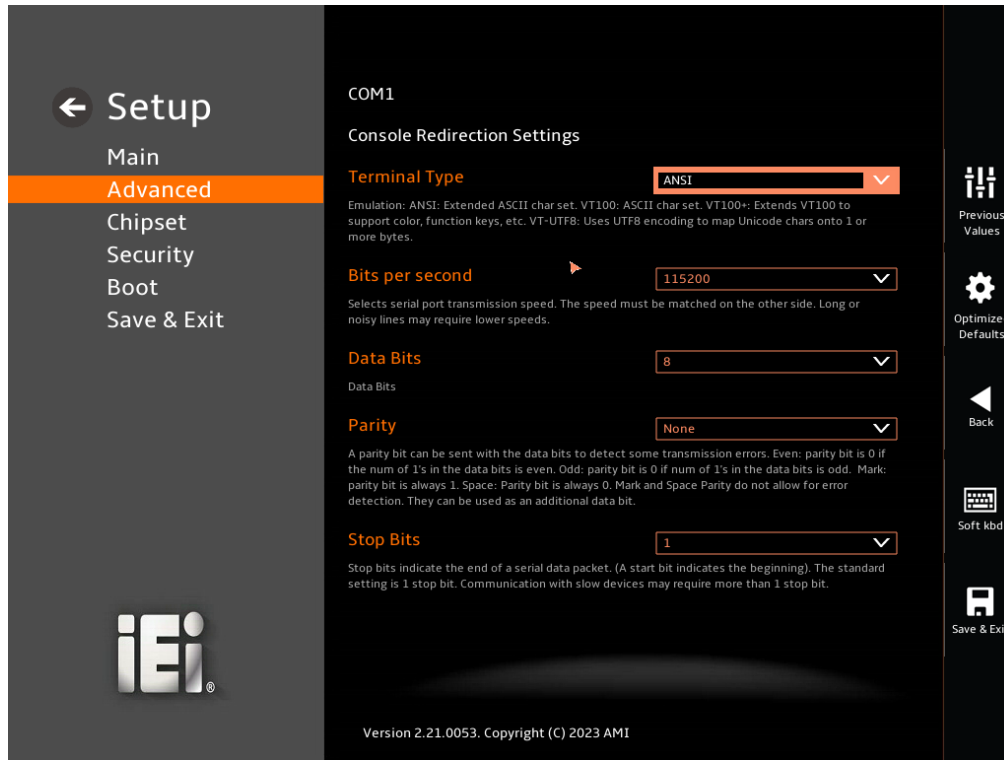 Setup
Main
Advanced
Chipset
Security
Boot
Save & Exit
COM1
Console Redirection Settings
Terminal Type
ANSI
Emulation: ANSI: Extended ASCII char set. VT100: ASCII char set. VT100+: Extends VT100 to
support color, function keys, etc. VT-UTF8: Uses UTF8 encoding to map Unicode chars onto 1 or
more bytes.
Bits per second
115200
Selects serial port transmission speed. The speed must be matched on the other side. Long or
noisy lines may require lower speeds.
Data Bits
8
Data Bits
Parity
None
A parity bit can be sent with the data bits to detect some transmission errors. Even: parity bit is 0 if
the num of 1's in the data bits is even. Odd: parity bit is 0 if num of 1's in the data bits is odd. Mark:
parity bit is always 1. Space: Parity bit is always 0. Mark and Space Parity do not allow for error
detection. They can be used as an additional data bit.
Stop Bits
1
Stop bits indicate the end of a serial data packet. (A start bit indicates the beginning). The standard
setting is 1 stop bit. Communication with slow devices may require more than 1 stop bit.
Version 2.21.0053. Copyright (C) 2023 AMI
Previous
Values
Optimize
Defaults
Back
Soft kbd
Save & Exi
iEi®